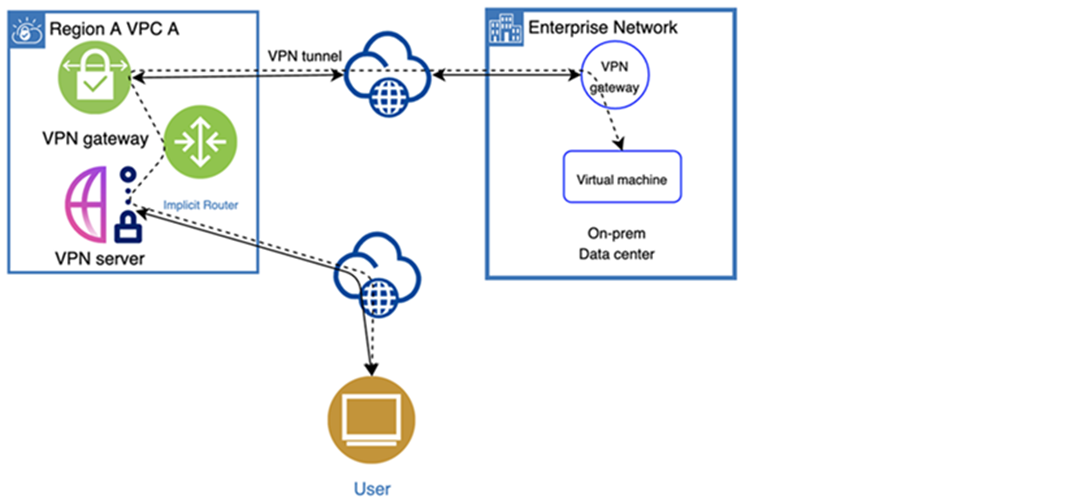 Region A VPC A
VPN gateway
Implicit Router
VPN server
VPN tunnel
Enterprise Network
VPN
gateway
Virtual machine
On-prem
Data center
User